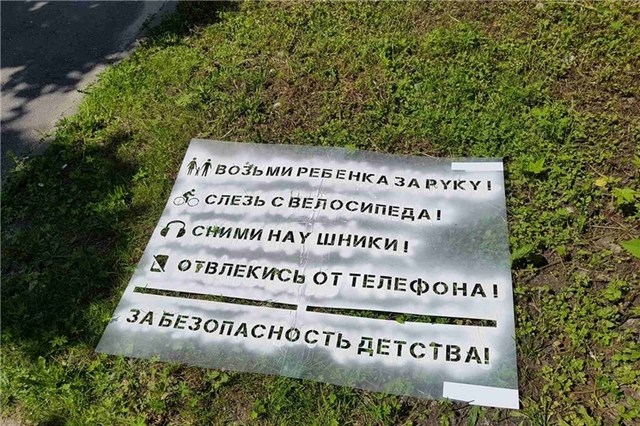 ВОЗЬМИ РЕБЕНКА ЗА РУКУ!
СЛЕЗЬ С ВЕЛОСИПЕДА!
СНИМИ НАУШНИКИ!
ОТВЛЕКИСЬ ОТ ТЕЛЕФОНА!
ЗА БЕЗОПАСНОСТЬ ДЕТСТВА!